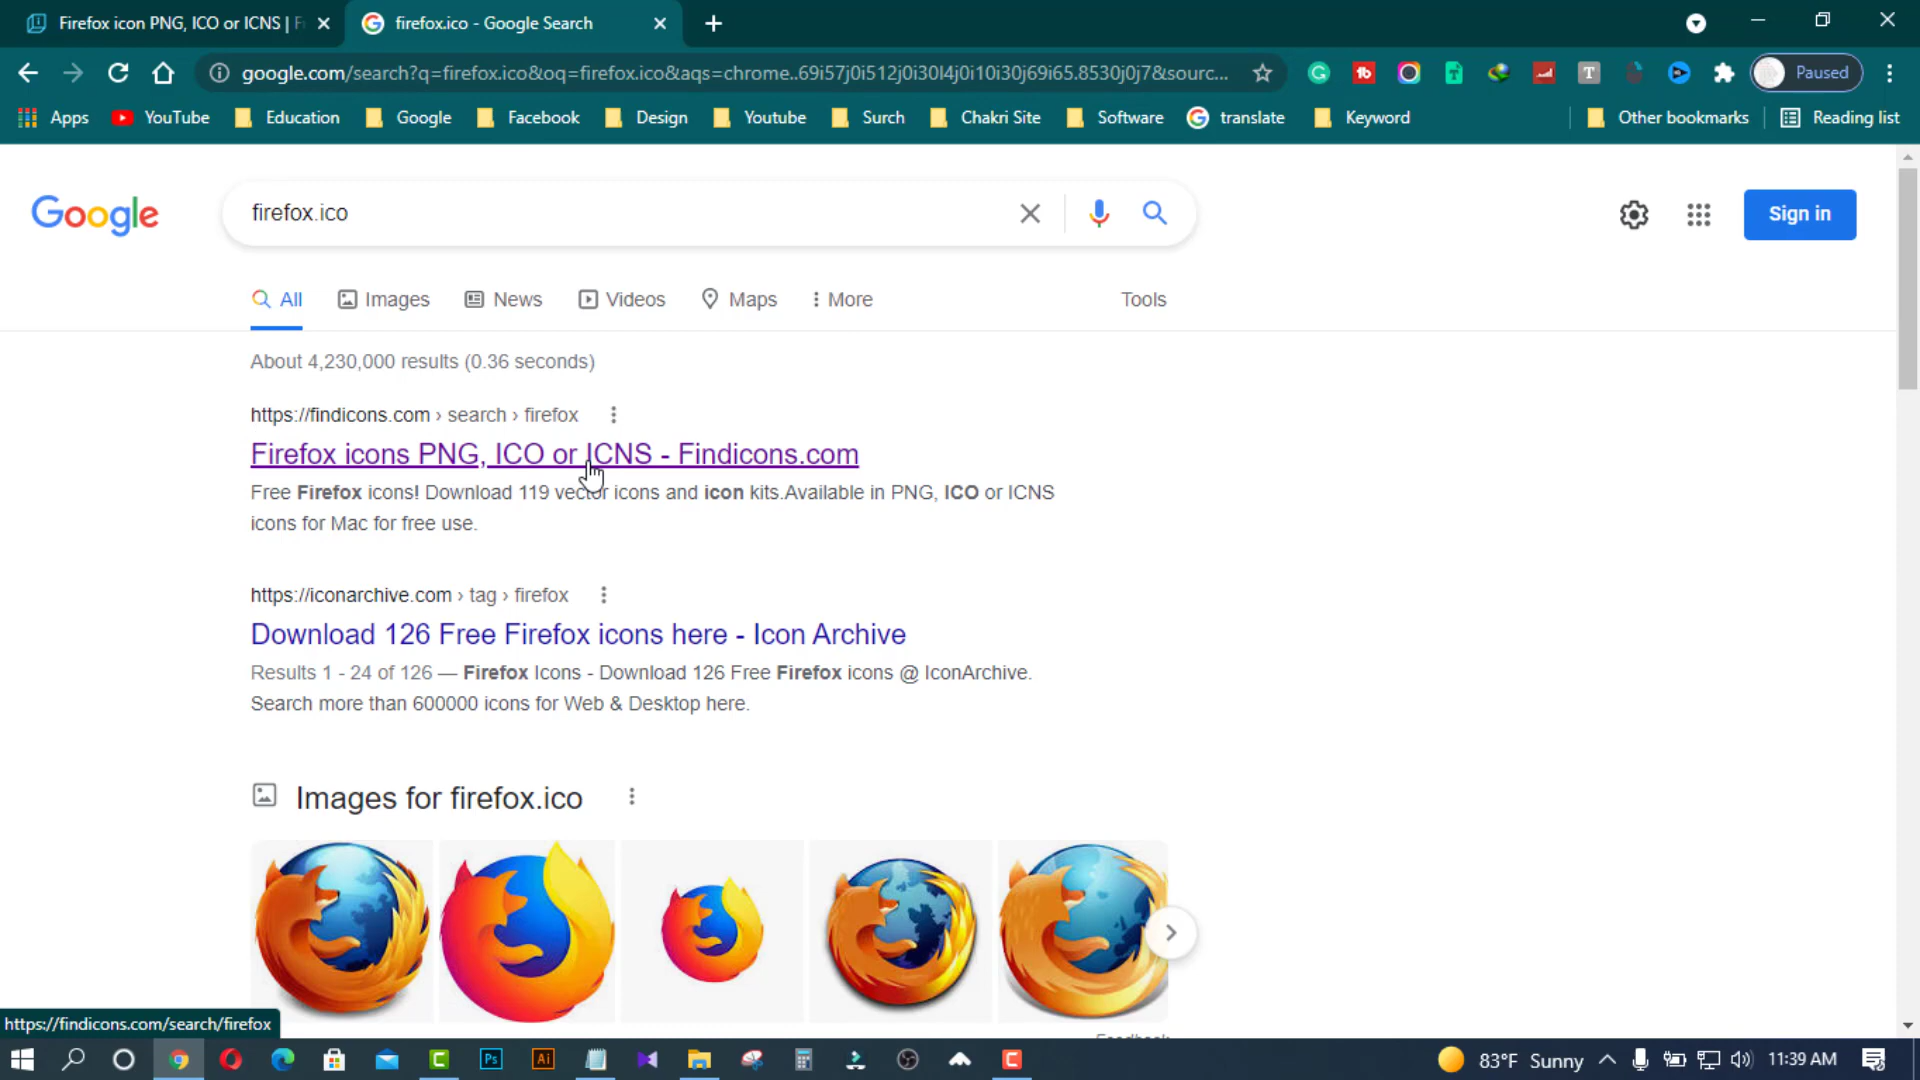 Firefox icon PNG, ICO or ICNS |
firefox.ico - Google Search
google.com/search?q=firefox.ico&oq=firefox.ico&aqs=chrome..69i57j0i512j0i30l4j0i10i30j69i65.8530j0j7&sourc...
Paused
Apps YouTube Education Google Facebook Design Youtube Surch Chakri Site Software translate Keyword Other bookmarks Reading list
Google
firefox.ico
Sign in
All Images News Videos Maps More Tools
About 4,230,000 results (0.36 seconds)
https://findicons.com › search › firefox
Firefox icons PNG, ICO or ICNS - Findicons.com
Free Firefox icons! Download 119 vector icons and icon kits.Available in PNG, ICO or ICNS
icons for Mac for free use.
https://iconarchive.com › tag › firefox
Download 126 Free Firefox icons here - Icon Archive
Results 1 - 24 of 126 — Firefox Icons - Download 126 Free Firefox icons @ IconArchive.
Search more than 600000 icons for Web & Desktop here.
Images for firefox.ico
https://findicons.com/search/firefox
Ps Ai 83°F Sunny 11:39 AM